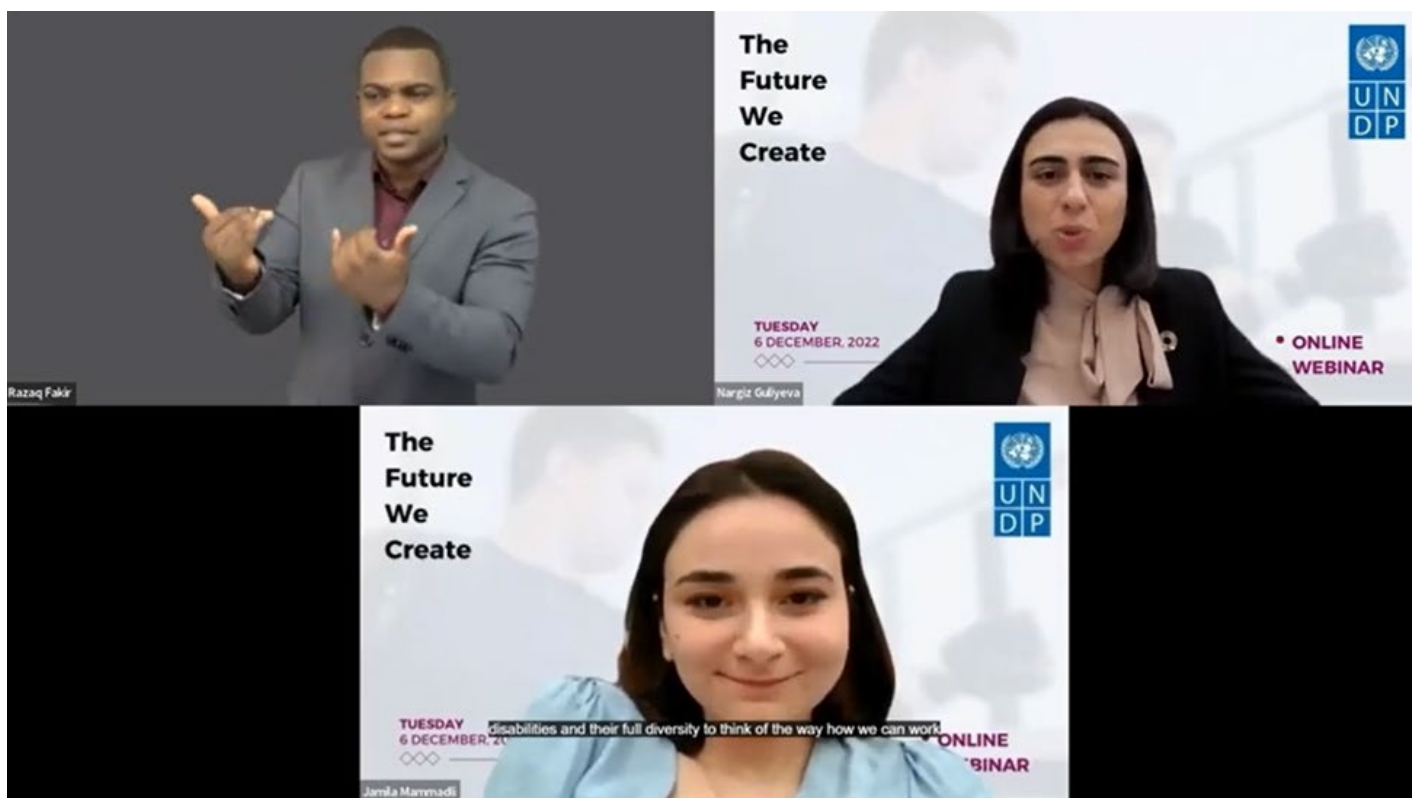 The
Future
We
Create
UN
DP
TUESDAY
6 DECEMBER, 2022
• ONLINE
WEBINAR
Razaq Fakir
Nargiz Guliyeva
The
Future
We
Create
UN
DP
TUESDAY
6 DECEMBER, 20
disabilities and their full diversity to think of the way how we can work
ONLINE
BINAR
Jamila Mammadli